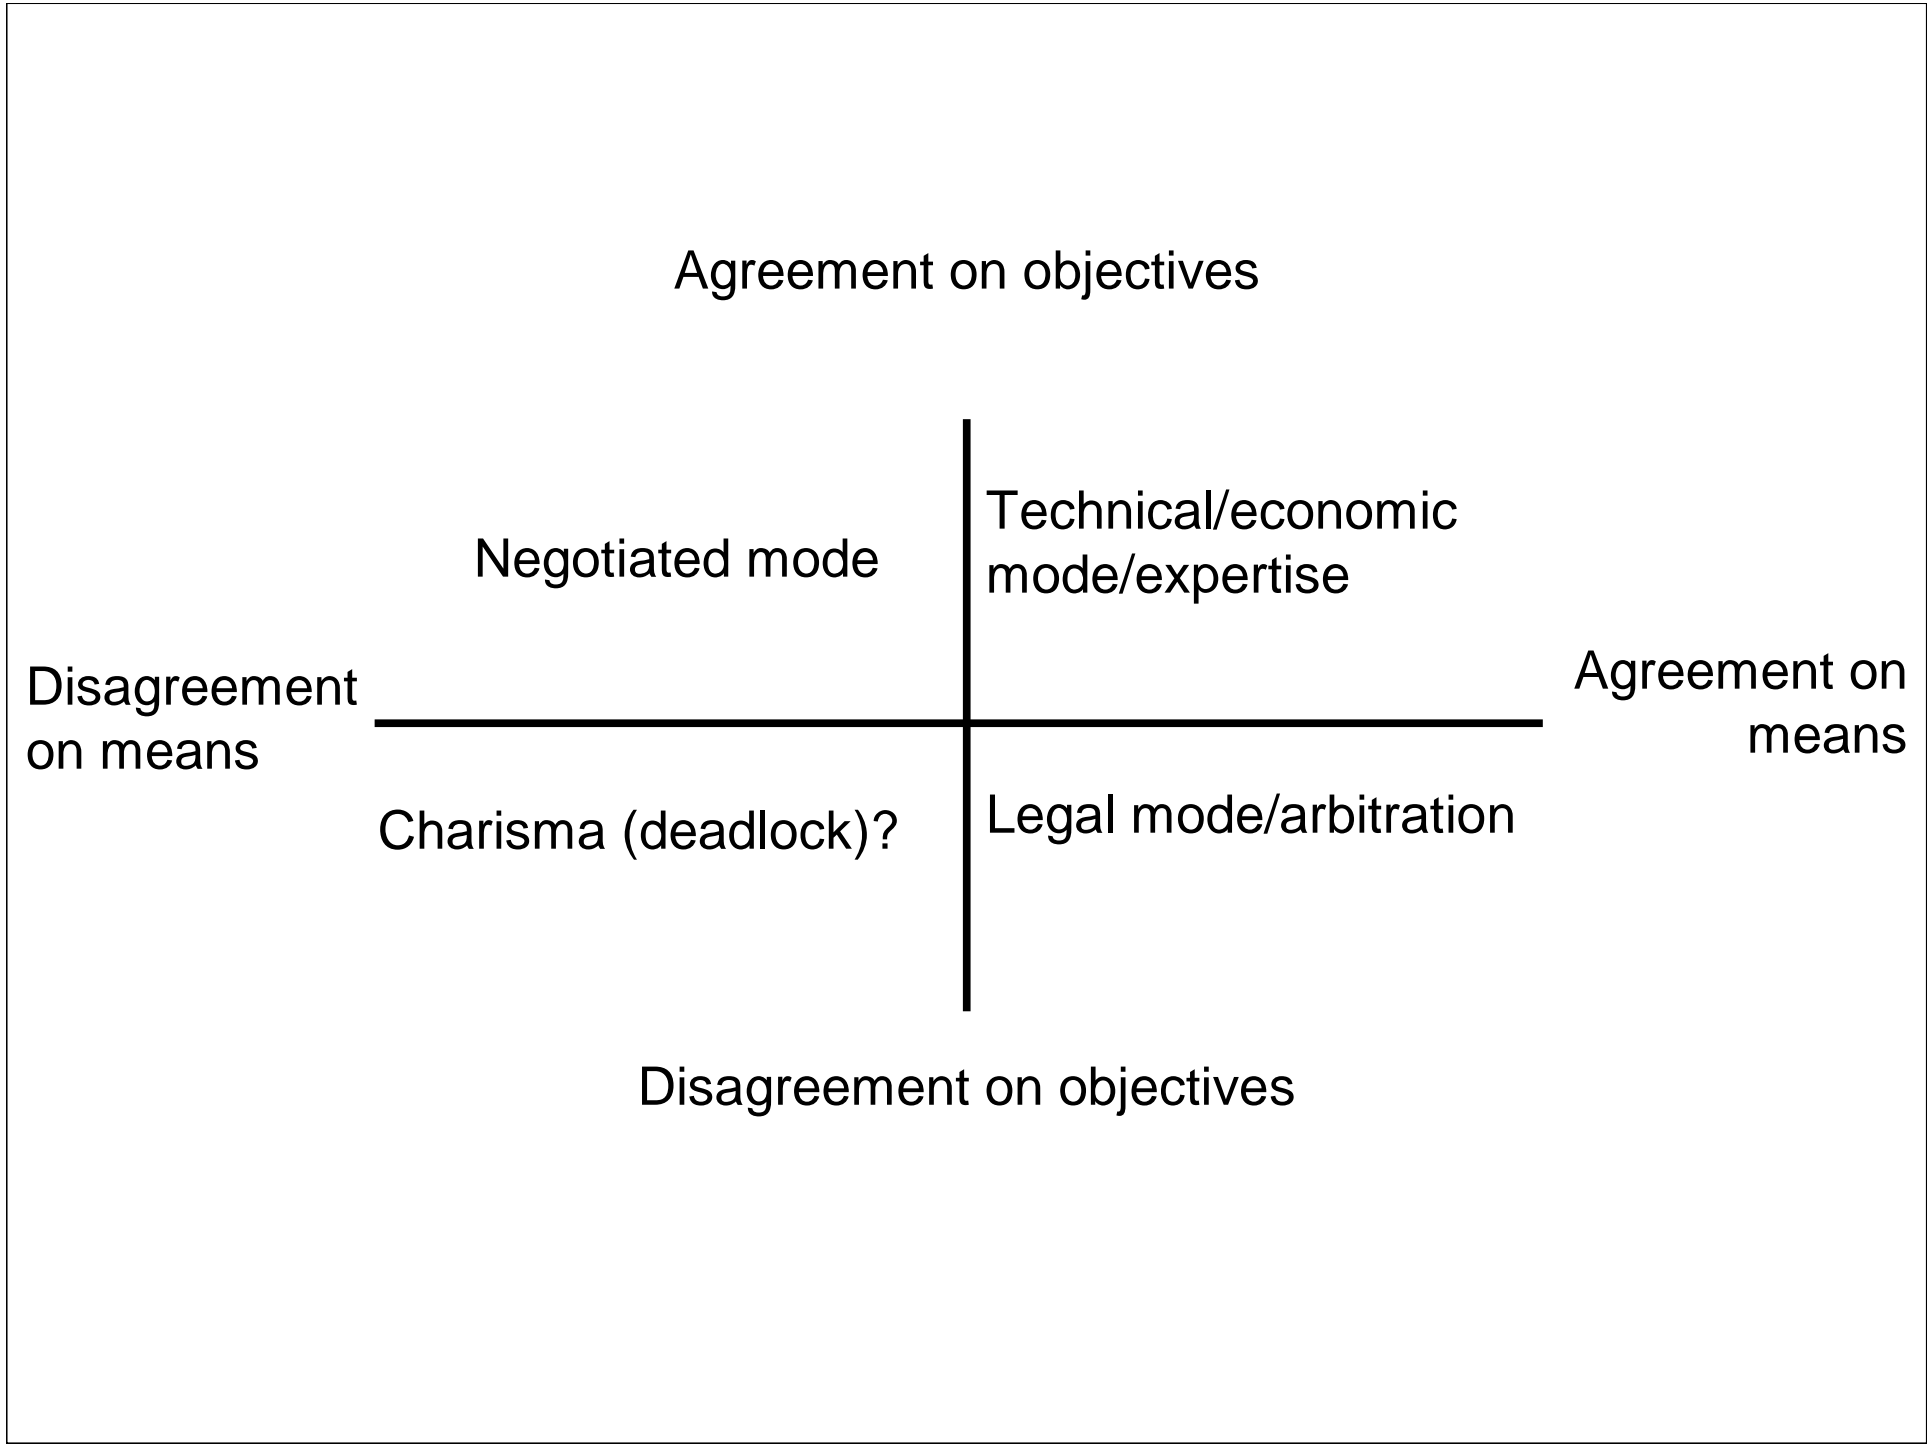 Agreement on objectives
Technical/economic
mode/expertise
Negotiated mode
Disagreement
on means
Agreement on
means
Charisma (deadlock)?
Legal mode/arbitration
Disagreement on objectives